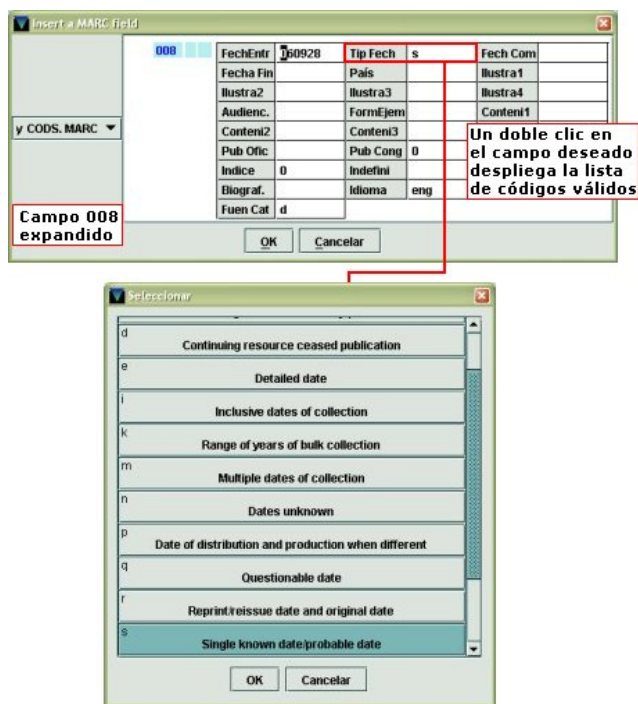 Insert a MARC field
008
FechEntr 060928 Tip Fech s Fech Com
Fecha Fin País Ilustra1
Ilustra2 Ilustra3 Ilustra4
Audienc. FormEjem Conteni1
y CODS. MARC
Conteni2 Conteni3
Pub Ofic Pub Cong 0
Indice 0 Indefini
Biograf. Idioma eng
Fuen Cat d
Un doble clic en
el campo deseado
despliega la lista
de códigos válidos
Campo 008
expandido
OK Cancelar
Seleccionar
d
Continuing resource ceased publication
e
Detailed date
i
Inclusive dates of collection
k
Range of years of bulk collection
m
Multiple dates of collection
n
Dates unknown
p
Date of distribution and production when different
q
Questionable date
r
Reprint/reissue date and original date
s
Single known date/probable date
OK Cancelar